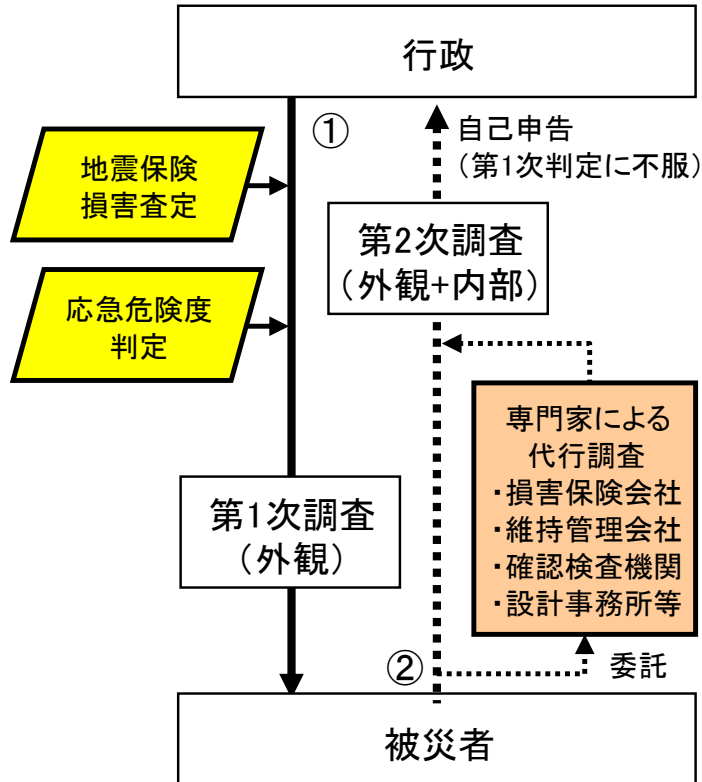 行政
①
自己申告
（第1次判定に不服）
地震保険
損害査定
第2次調査
（外観+内部）
応急危険度
判定
専門家による
代行調査
・損害保険会社
・維持管理会社
・確認検査機関
・設計事務所等
第1次調査
（外観）
②
委託
被災者